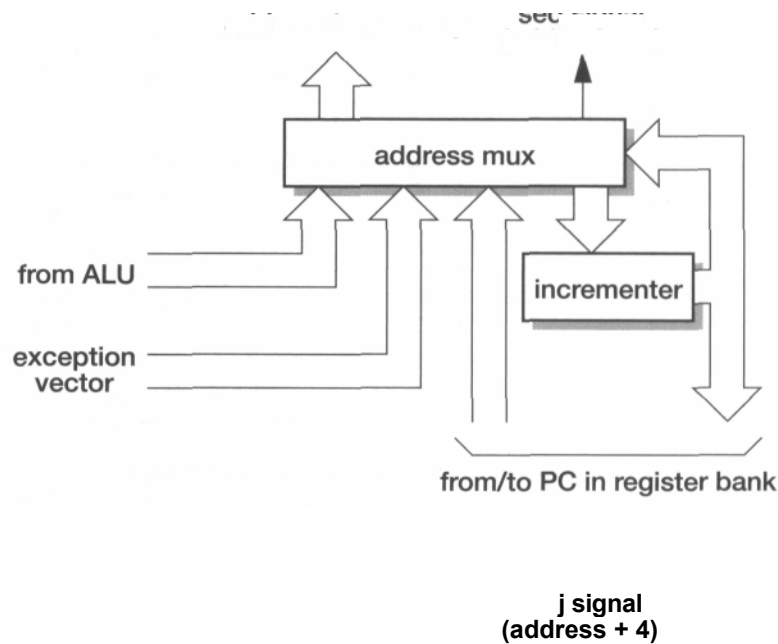 address mux
from ALU
incrementer
exception
vector
from/to PC in register bank
j signal
(address + 4)